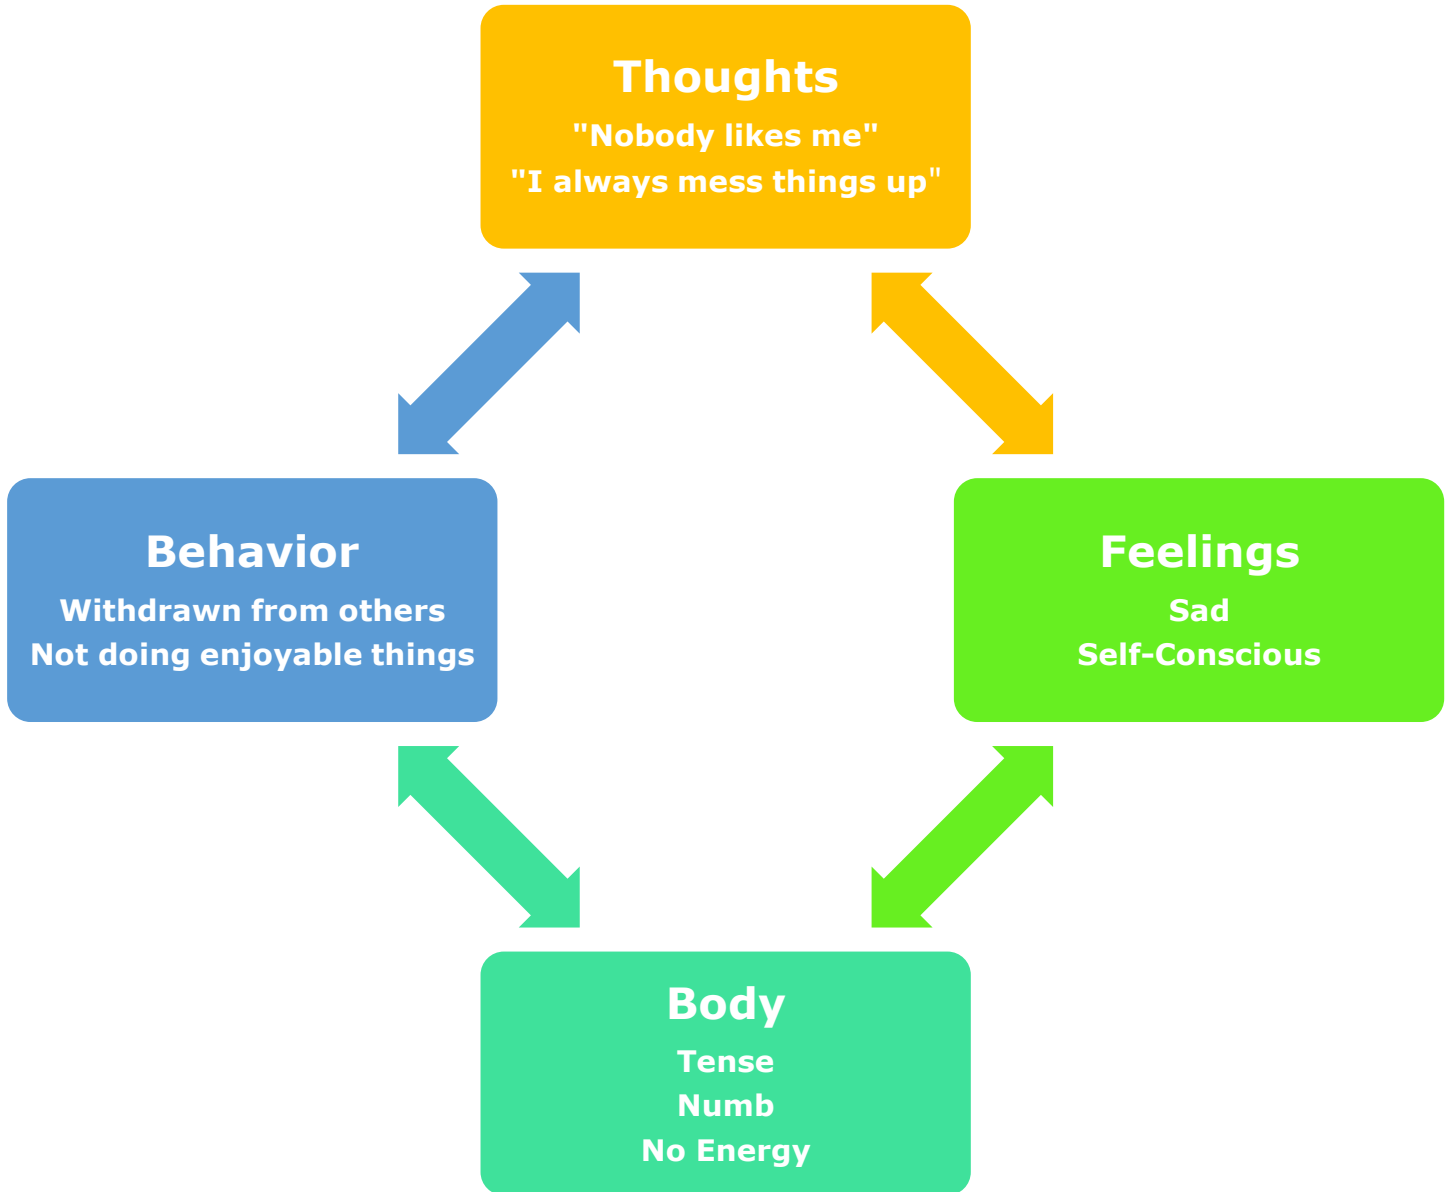 Thoughts
"Nobody likes me"
"I always mess things up"
Behavior
Withdrawn from others
Not doing enjoyable things
Feelings
Sad
Self-Conscious
Body
Tense
Numb
No Energy